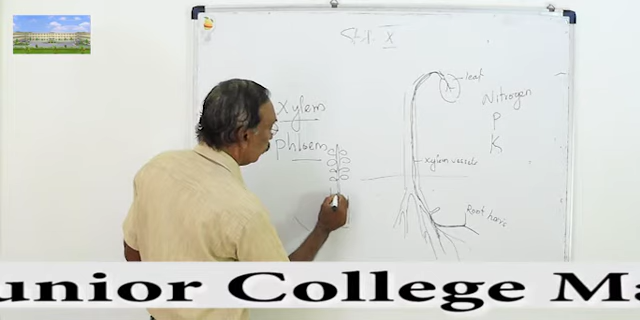 X
Xylem
Phloem
leaf
Nitrogen
P
K
xylem vessels
Root hairs
unior College Ma